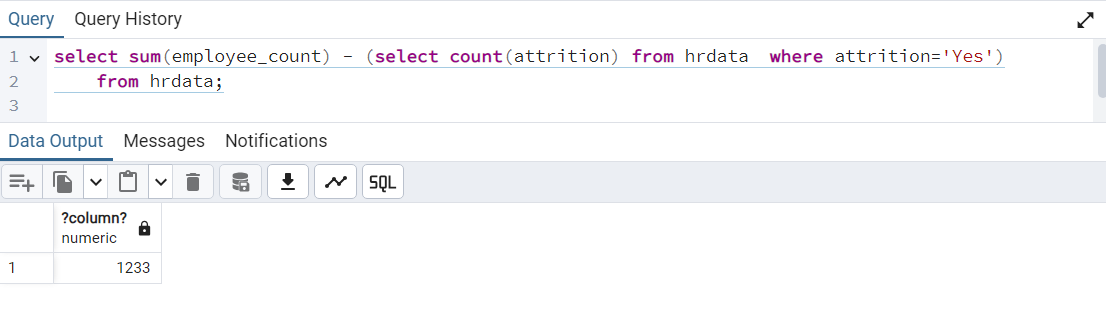 Query Query History
1 select sum(employee_count) - (select count(attrition) from hrdata  where attrition='Yes')
2     from hrdata;
3
Data Output Messages Notifications
SQL
?column?
numeric
1 1233